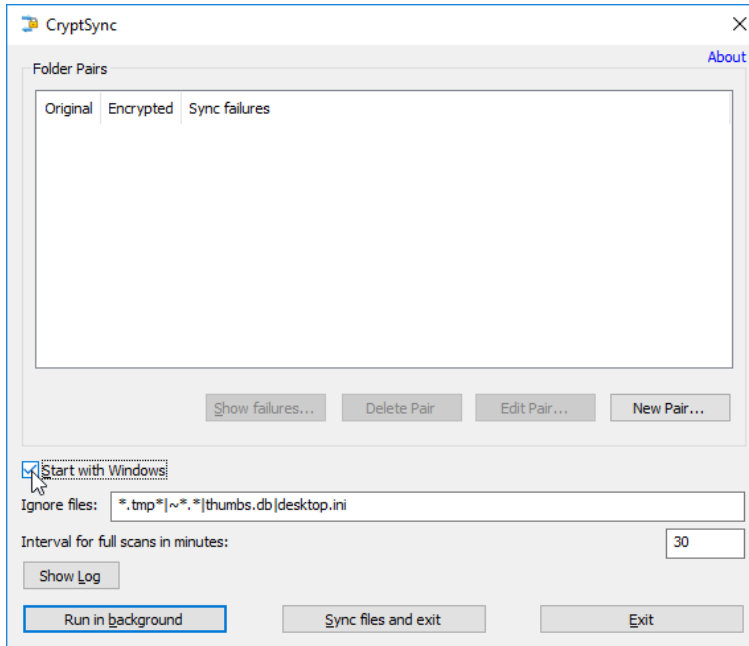 CryptSync
About
Folder Pairs
Original Encrypted Sync failures
Show failures... Delete Pair Edit Pair... New Pair...
Start with Windows
Ignore files: *.tmp*|~*.*|thumbs.db|desktop.ini
Interval for full scans in minutes: 30
Show Log
Run in background Sync files and exit Exit